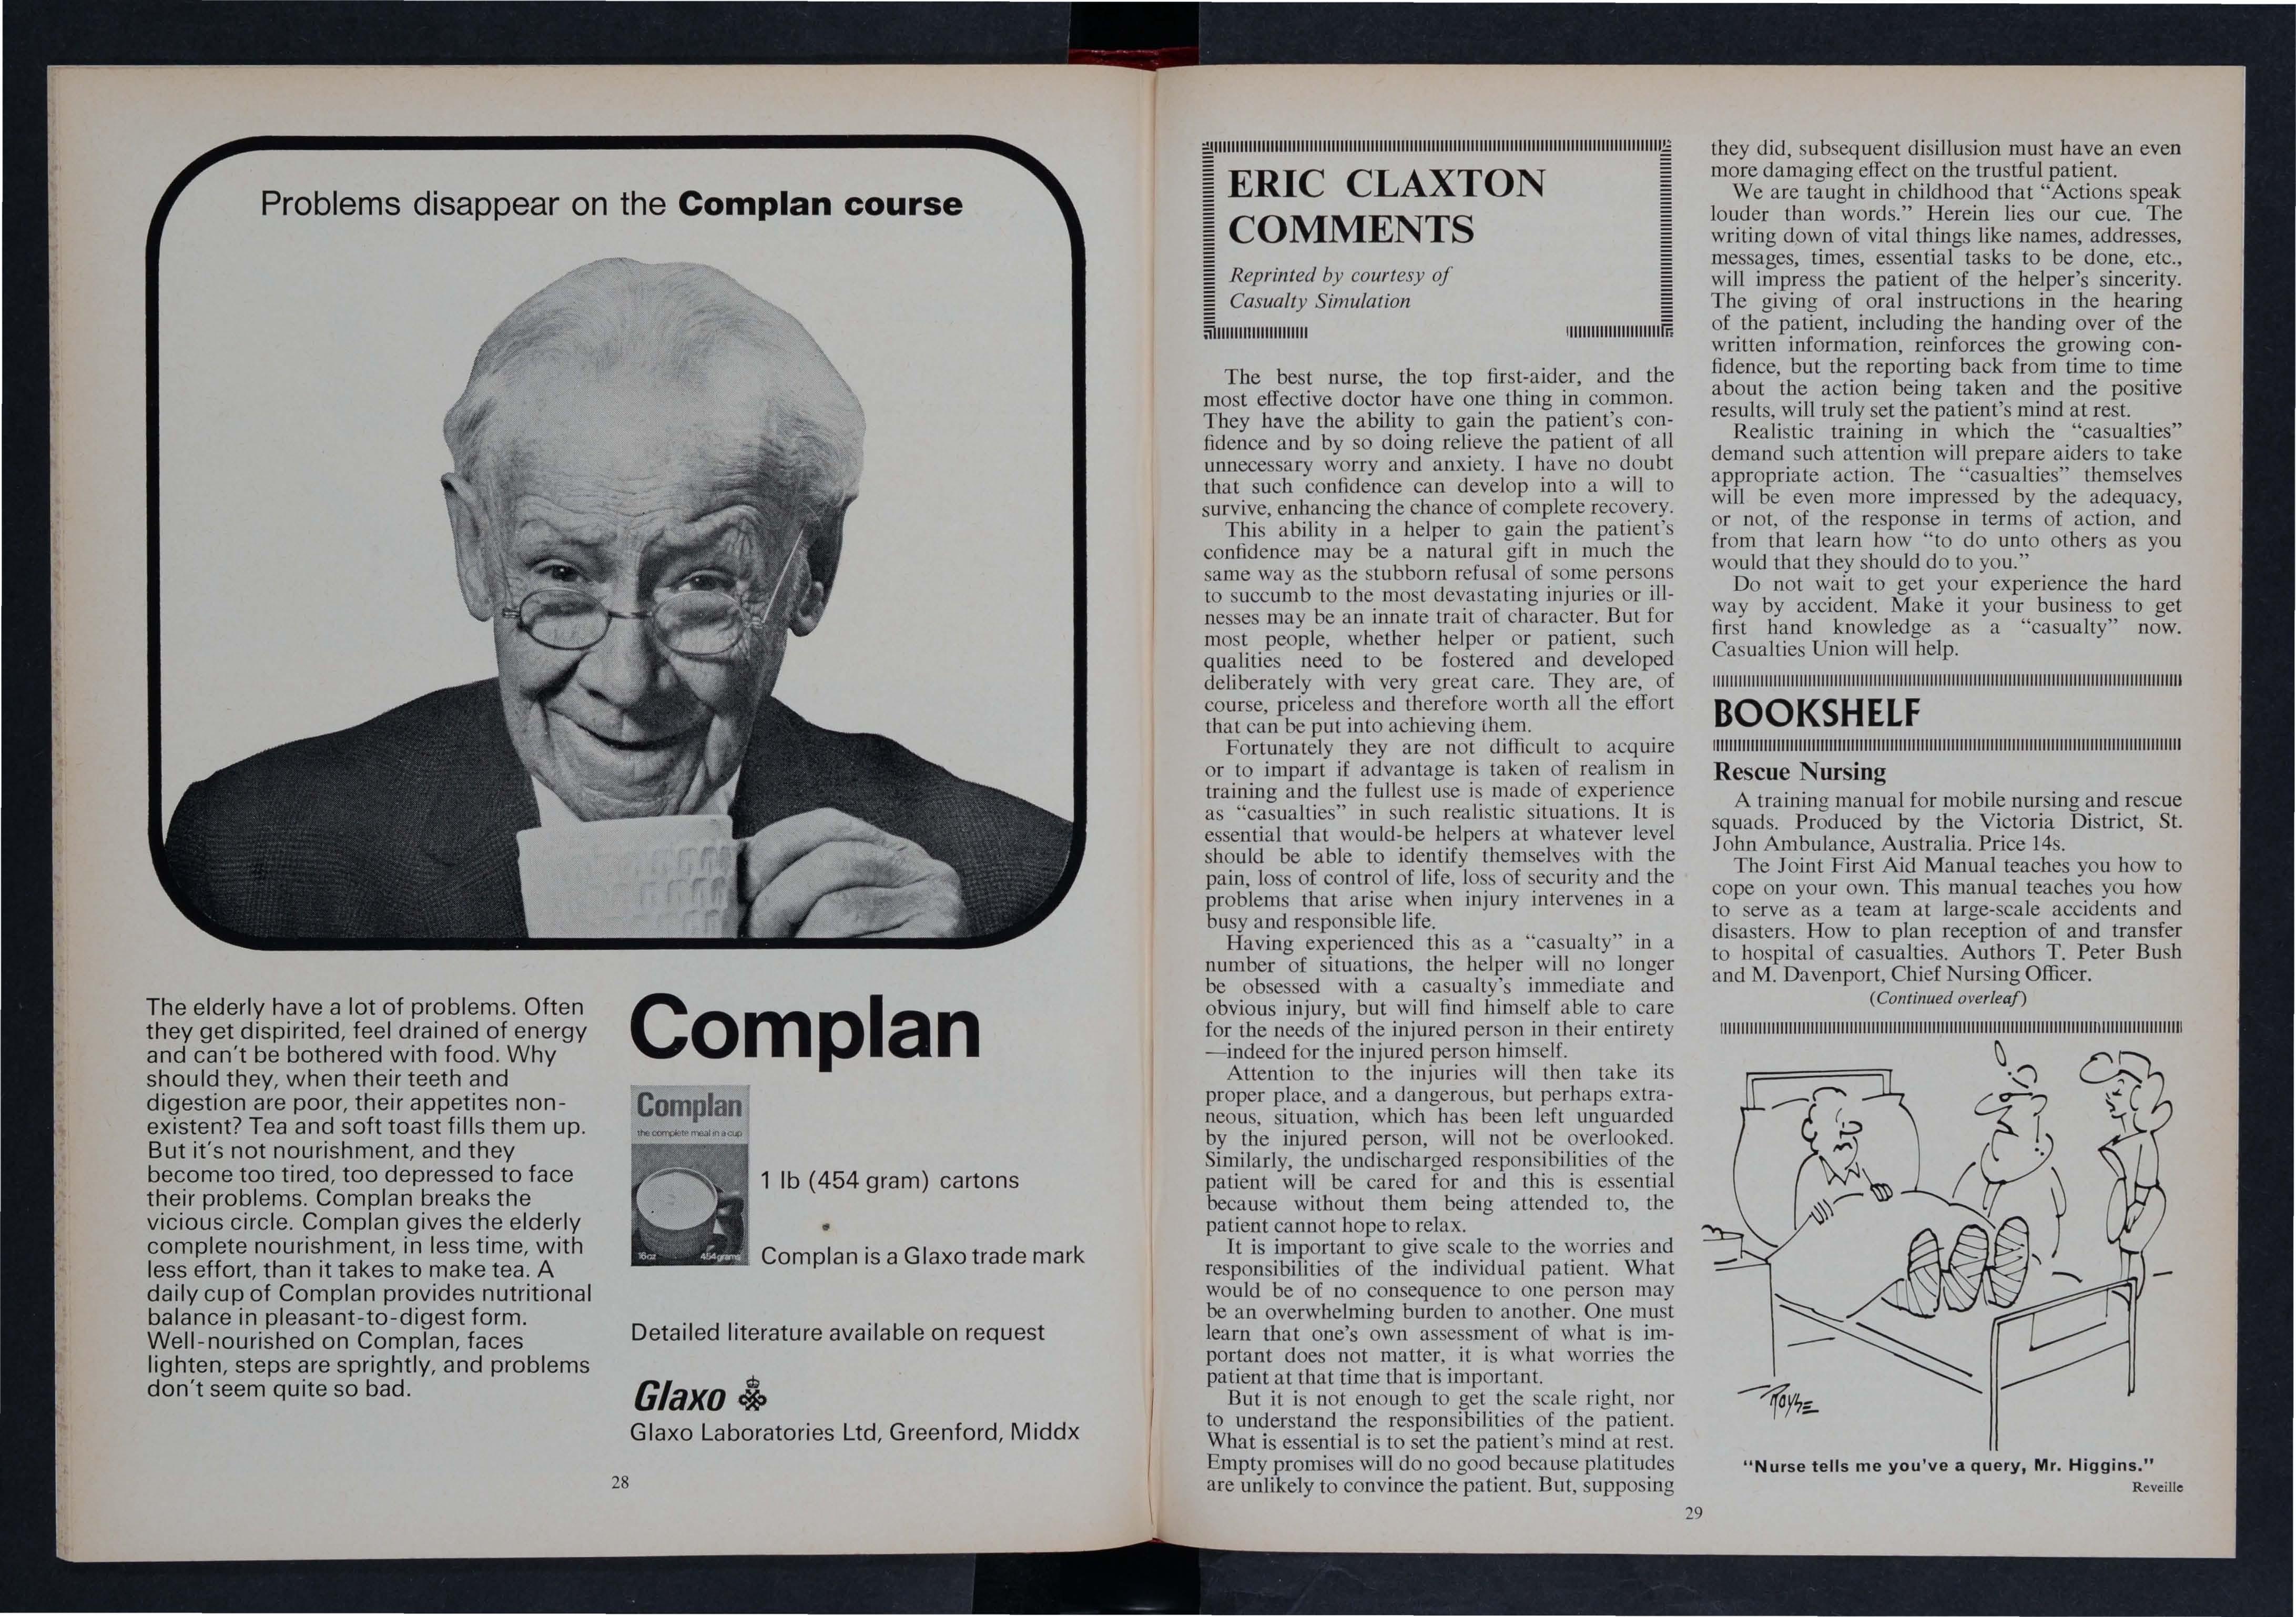 Problems disappear on the Complan course
The elderly have a lot of problems. Often
they get dispirited, feel drained of energy
and can't be bothered with food. Why
should they, when their teeth and
digestion are poor, their appetites non-
existent? Tea and soft toast fills them up.
But it's not nourishment, and they
become too tired, too depressed to face
their problems. Complan breaks the
vicious circle. Complan gives the elderly
complete nourishment, in less time, with
less effort, than it takes to make tea. A
daily cup of Complan provides nutritional
balance in pleasant-to-digest form.
Well-nourished on Complan, faces
lighten, steps are sprightly, and problems
don't seem quite so bad.
Complan
Complan
the complete meal in a cup
16oz 454grams
1 lb (454 gram) cartons
Complan is a Glaxo trade mark
Detailed literature available on request
Glaxo
Glaxo Laboratories Ltd, Greenford, Middx
28
ERIC CLAXTON
COMMENTS
Reprinted by courtesy of
Casualty Simulation
The best nurse, the top first-aider, and the
most effective doctor have one thing in common.
They have the ability to gain the patient's con-
fidence and by so doing relieve the patient of all
unnecessary worry and anxiety. I have no doubt
that such confidence can develop into a will to
survive, enhancing the chance of complete recovery.
This ability in a helper to gain the patient's
confidence may be a natural gift in much the
same way as the stubborn refusal of some persons
to succumb to the most devastating injuries or ill-
nesses may be an innate trait of character. But for
most people, whether helper or patient, such
qualities need to be fostered and developed
deliberately with very great care. They are, of
course, priceless and therefore worth all the effort
that can be put into achieving them.
Fortunately they are not difficult to acquire
or to impart if advantage is taken of realism in
training and the fullest use is made of experience
as "casualties" in such realistic situations. It is
essential that would-be helpers at whatever level
should be able to identify themselves with the
pain, loss of control of life, loss of security and the
problems that arise when injury intervenes in a
busy and responsible life.
Having experienced this as a "casualty" in a
number of situations, the helper will no longer
be obsessed with a casualty's immediate and
obvious injury, but will find himself able to care
for the needs of the injured person in their entirety
—indeed for the injured person himself.
Attention to the injuries will then take its
proper place, and a dangerous, but perhaps extra-
neous, situation, which has been left unguarded
by the injured person, will not be overlooked.
Similarly, the undischarged responsibilities of the
patient will be cared for and this is essential
because without them being attended to, the
patient cannot hope to relax.
It is important to give scale to the worries and
responsibilities of the individual patient. What
would be of no consequence to one person may
be an overwhelming burden to another. One must
learn that one's own assessment of what is im-
portant does not matter, it is what worries the
patient at that time that is important.
But it is not enough to get the scale right, nor
to understand the responsibilities of the patient.
What is essential is to set the patient's mind at rest.
Empty promises will do no good because platitudes
are unlikely to convince the patient. But, supposing
they did, subsequent disillusion must have an even
more damaging effect on the trustful patient.
We are taught in childhood that "Actions speak
louder than words." Herein lies our cue. The
writing down of vital things like names, addresses,
messages, times, essential tasks to be done, etc.,
will impress the patient of the helper's sincerity.
The giving of oral instructions in the hearing
of the patient, including the handing over of the
written information, reinforces the growing con-
fidence, but the reporting back from time to time
about the action being taken and the positive
results, will truly set the patient's mind at rest.
Realistic training in which the "casualties"
demand such attention will prepare aiders to take
appropriate action. The "casualties" themselves
will be even more impressed by the adequacy,
or not, of the response in terms of action, and
from that learn how "to do unto others as you
would that they should do to you."
Do not wait to get your experience the hard
way by accident. Make it your business to get
first hand knowledge as a "casualty" now.
Casualties Union will help.
BOOKSHELF
Rescue Nursing
A training manual for mobile nursing and rescue
squads. Produced by the Victoria District, St.
John Ambulance, Australia. Price 14s.
The Joint First Aid Manual teaches you how to
cope on your own. This manual teaches you how
to serve as a team at large-scale accidents and
disasters. How to plan reception of and transfer
to hospital of casualties. Authors T. Peter Bush
and M. Davenport, Chief Nursing Officer.
(Continued overleaf)
"Nurse tells me you've a query, Mr. Higgins."
Reveille
29